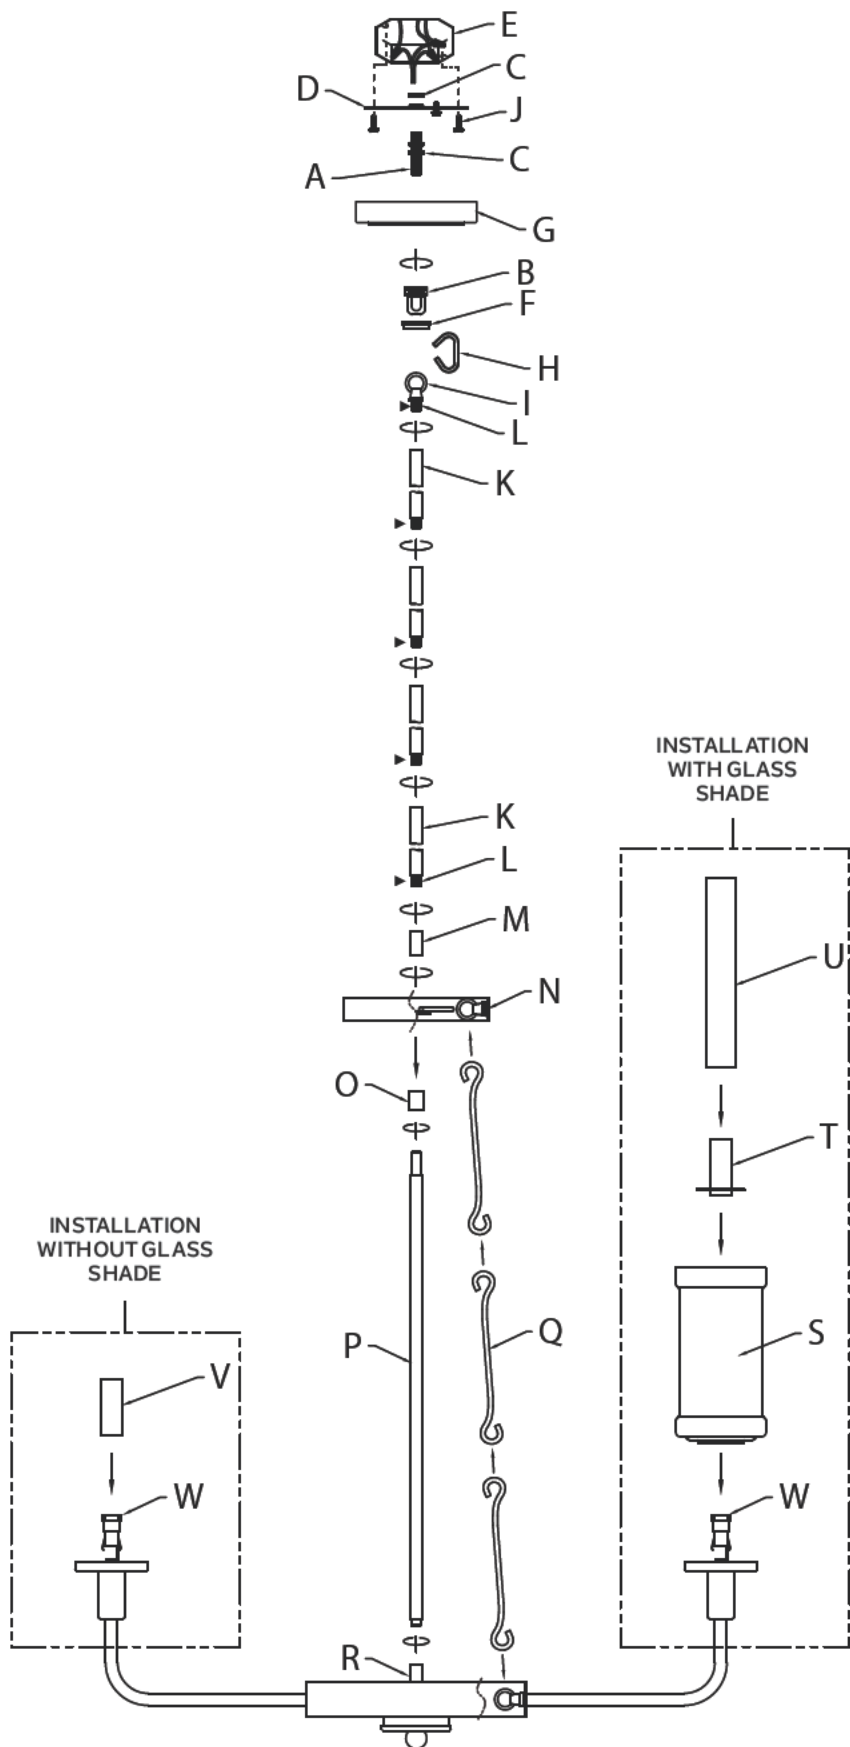 E
C
D
J
C
A
G
B
F
H
I
L
K
INSTALLATION
WITH GLASS
SHADE
K
L
M
U
N
O
T
INSTALLATION
WITHOUT GLASS
SHADE
P
Q
S
V
W
W
R